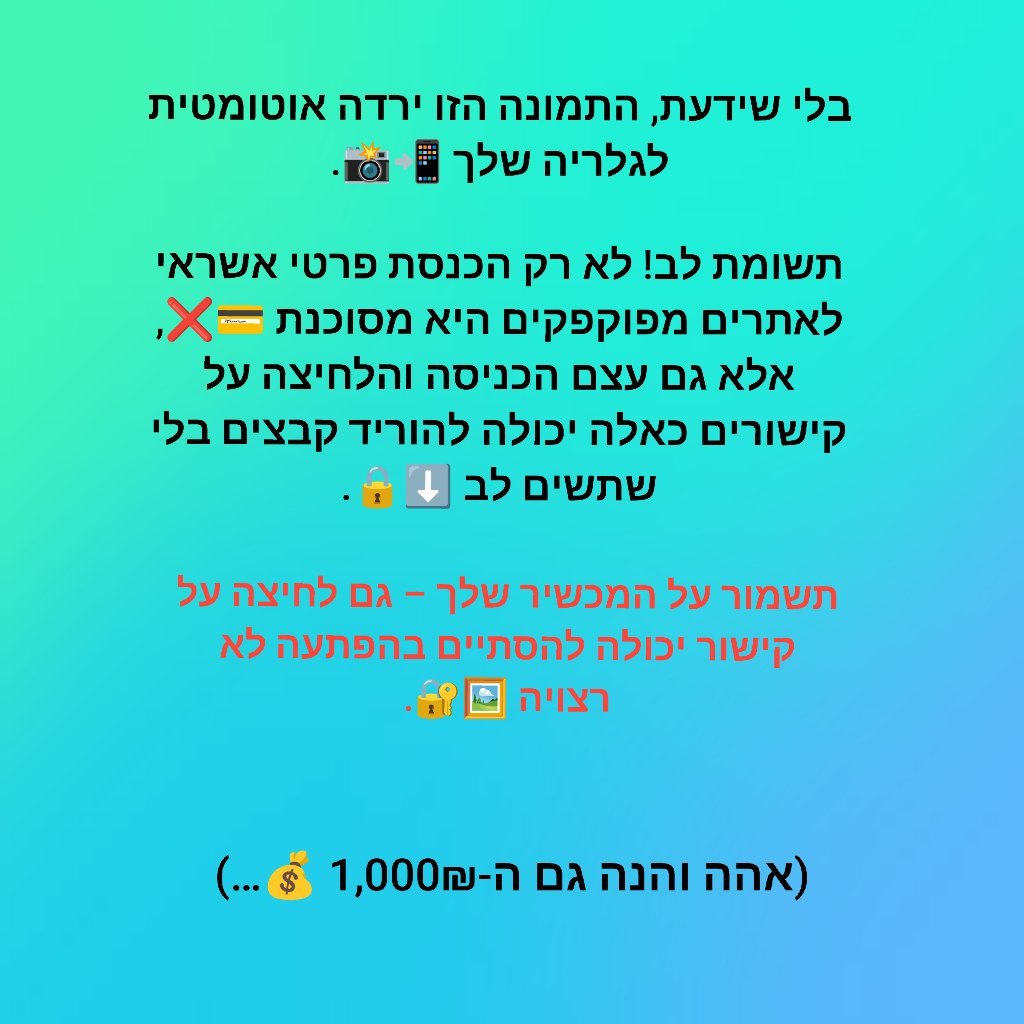 בלי שידעת, התמונה הזו ירדה אוטומטית
לגלריה שלך 📲📸.
תשומת לב! לא רק הכנסת פרטי אשראי
לאתרים מפוקפקים היא מסוכנת 💳❌,
אלא גם עצם הכניסה והלחיצה על
קישורים כאלה יכולה להוריד קבצים בלי
שתשים לב ⬇️🔒.
תשמור על המכשיר שלך – גם לחיצה על
קישור יכולה להסתיים בהפתעה לא
רצויה 🖼️🔐.
(אהה והנה גם ה-₪1,000 💰...)